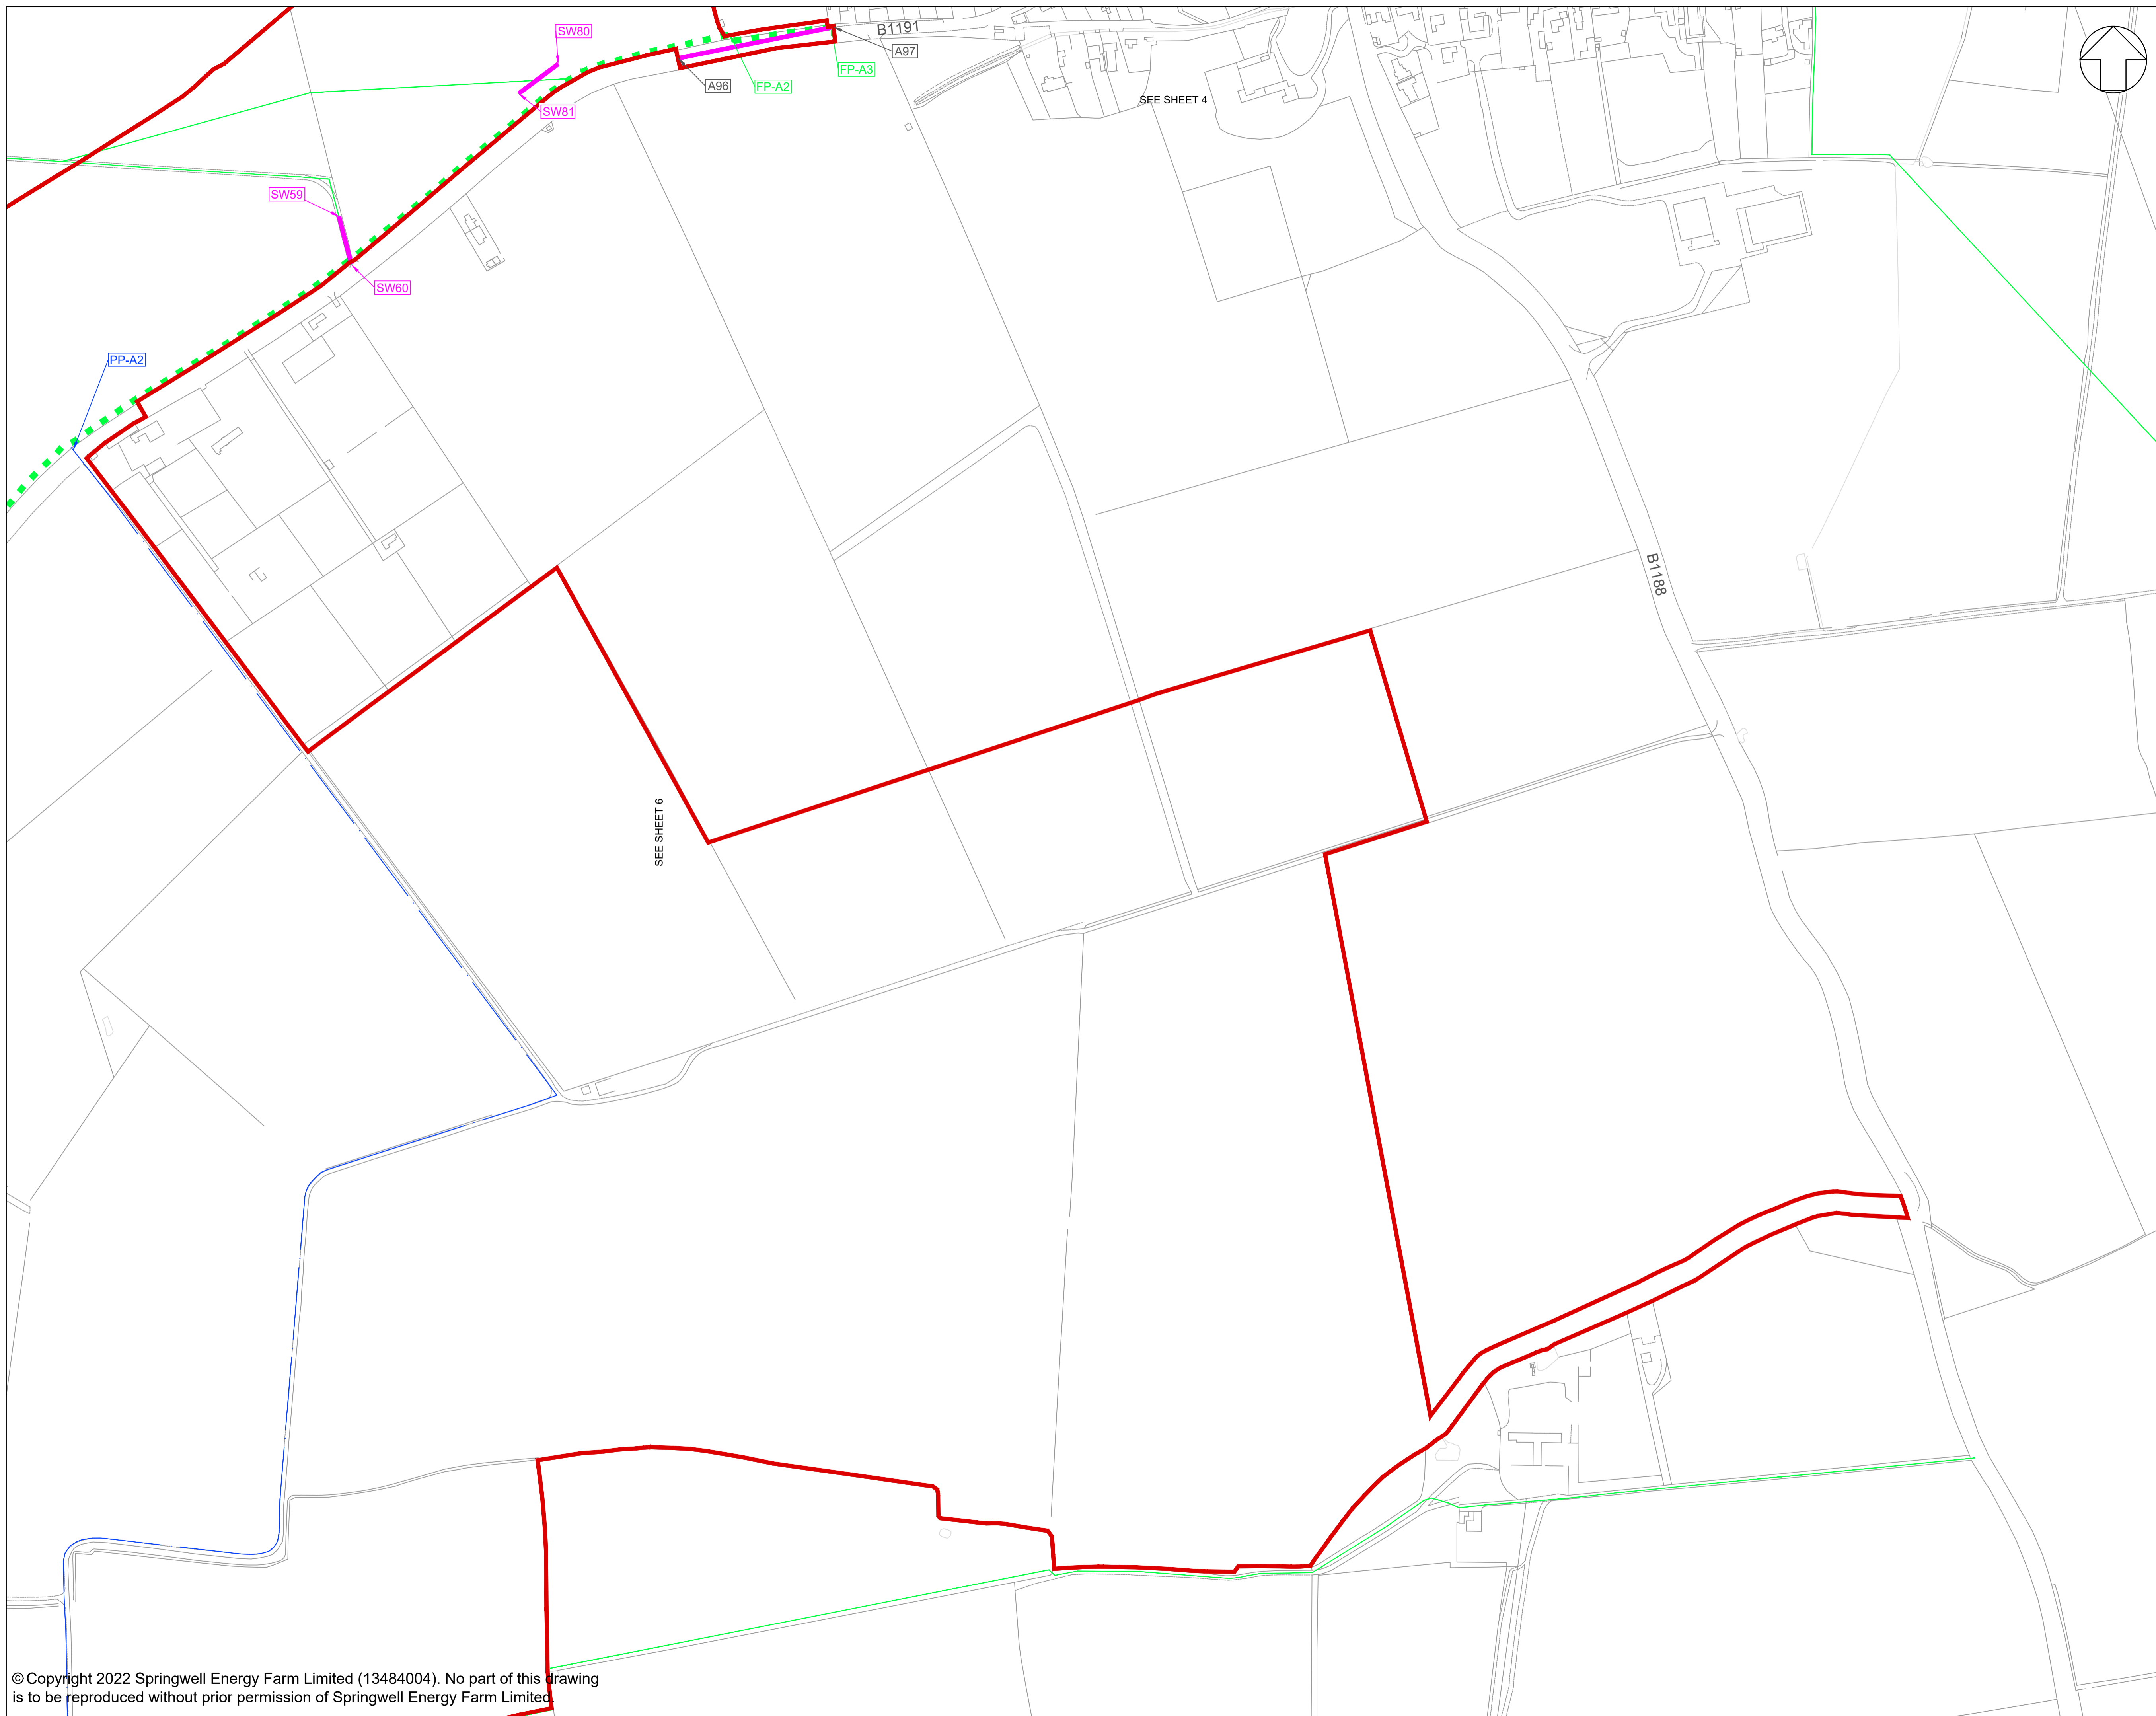 SW80
B1191
A97
FP-A3
A96
FP-A2
SEE SHEET 4
SW81
SW59
SW60
PP-A2
B1188
SEE SHEET 6
© Copyright 2022 Springwell Energy Farm Limited (13484004). No part of this drawing
is to be reproduced without prior permission of Springwell Energy Farm Limited.